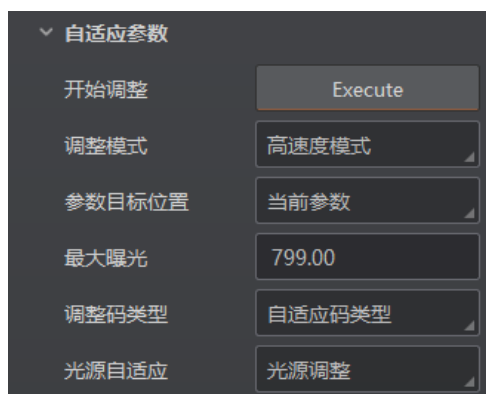 自适应参数
开始调整 Execute
调整模式 高速度模式
参数目标位置 当前参数
最大曝光 799.00
调整码类型 自适应码类型
光源自适应 光源调整